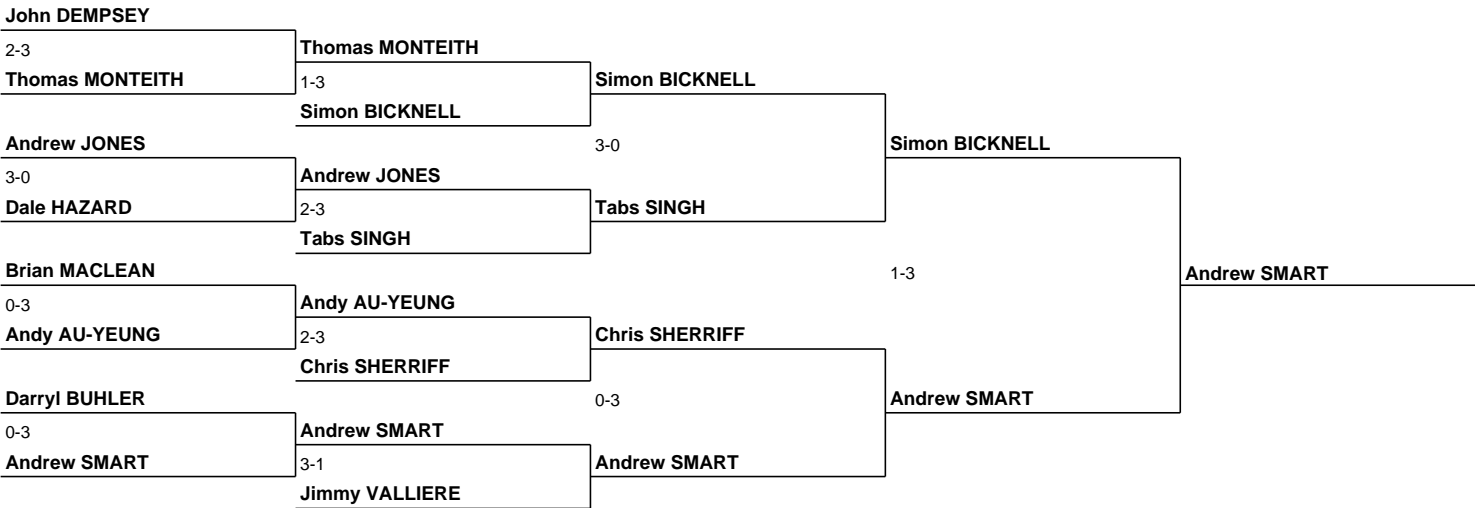 John DEMPSEY
2-3
Thomas MONTEITH
Thomas MONTEITH
1-3
Simon BICKNELL
Simon BICKNELL
Andrew JONES
3-0
Simon BICKNELL
3-0
Andrew JONES
Dale HAZARD
2-3
Tabs SINGH
Tabs SINGH
Brian MACLEAN
1-3
Andrew SMART
0-3
Andy AU-YEUNG
Andy AU-YEUNG
2-3
Chris SHERRIFF
Chris SHERRIFF
Darryl BUHLER
0-3
Andrew SMART
0-3
Andrew SMART
Andrew SMART
3-1
Andrew SMART
Jimmy VALLIERE